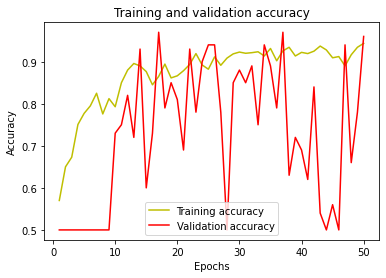 Training and validation accuracy
Accuracy
0.9
0.8
0.7
0.6
0.5
Training accuracy
Validation accuracy
0
10
20
30
40
50
Epochs